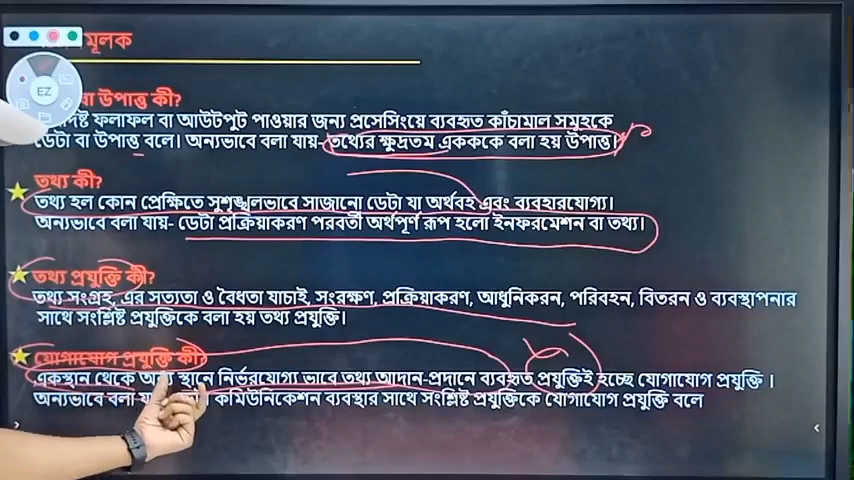 মূলক
বা উপাত্ত কী?
ফলাফল বা আউটপুট পাওয়ার জন্য প্রসেসিংয়ে ব্যবহৃত কাঁচামাল সমূহকে
ডেটা বা উপাত্ত বলে। অন্যভাবে বলা যায়- তথ্যের ক্ষুদ্রতম একককে বলা হয় উপাত্ত।
তথ্য কী?
তথ্য হল কোন প্রেক্ষিতে সুশৃঙ্খলভাবে সাজানো ডেটা যা অর্থবহ এবং ব্যবহারযোগ্য।
অন্যভাবে বলা যায়- ডেটা প্রক্রিয়াকরণ পরবর্তী অর্থপূর্ণ রূপ হলো ইনফরমেশন বা তথ্য।
তথ্য প্রযুক্তি কী?
তথ্য সংগ্রহ, এর সত্যতা ও বৈধতা যাচাই, সংরক্ষণ, প্রক্রিয়াকরণ, আধুনিকরন, পরিবহন, বিতরন ও ব্যবস্থাপনার
সাথে সংশ্লিষ্ট প্রযুক্তিকে বলা হয় তথ্য প্রযুক্তি।
যোগাযোগ প্রযুক্তি কী?
একস্থান থেকে অন্য স্থানে নির্ভরযোগ্য ভাবে তথ্য আদান-প্রদানে ব্যবহৃত প্রযুক্তিই হচ্ছে যোগাযোগ প্রযুক্তি।
অন্যভাবে বলা কমিউনিকেশন ব্যবস্থার সাথে সংশ্লিষ্ট প্রযুক্তিকে যোগাযোগ প্রযুক্তি বলে
EZ